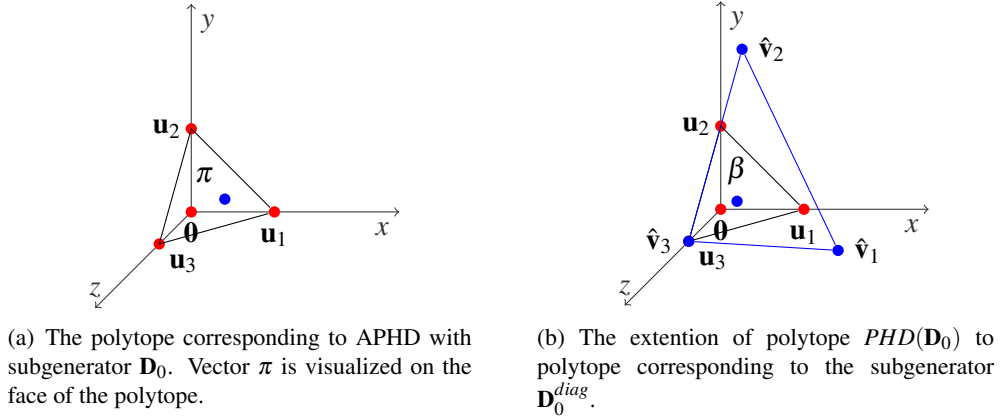 y
u₂
π
0
u₁
x
u₃
z
(a) The polytope corresponding to APHD with
subgenerator D₀. Vector π is visualized on the
face of the polytope.
y
v̂₂
u₂
β
0
u₁
x
v̂₃
u₃
v̂₁
z
(b) The extention of polytope PHD(D₀) to
polytope corresponding to the subgenerator
D₀^diag.